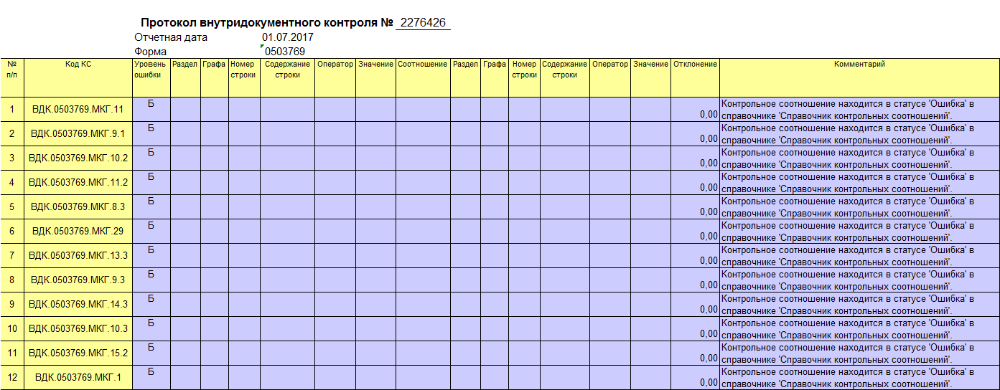 Протокол внутридокументного контроля № 2276426
Отчетная дата 01.07.2017
Форма 0503769
№ п/п Код КС Уровень ошибки Раздел Графа Номер строки Содержание строки Оператор Значение Соотношение Раздел Графа Номер строки Содержание строки Оператор Значение Отклонение Комментарий
1 ВДК.0503769.МКГ.11 Б 0,00 Контрольное соотношение находится в статусе 'Ошибка' в
справочнике 'Справочник контрольных соотношений'.
2 ВДК.0503769.МКГ.9.1 Б 0,00 Контрольное соотношение находится в статусе 'Ошибка' в
справочнике 'Справочник контрольных соотношений'.
3 ВДК.0503769.МКГ.10.2 Б 0,00 Контрольное соотношение находится в статусе 'Ошибка' в
справочнике 'Справочник контрольных соотношений'.
4 ВДК.0503769.МКГ.11.2 Б 0,00 Контрольное соотношение находится в статусе 'Ошибка' в
справочнике 'Справочник контрольных соотношений'.
5 ВДК.0503769.МКГ.8.3 Б 0,00 Контрольное соотношение находится в статусе 'Ошибка' в
справочнике 'Справочник контрольных соотношений'.
6 ВДК.0503769.МКГ.29 Б 0,00 Контрольное соотношение находится в статусе 'Ошибка' в
справочнике 'Справочник контрольных соотношений'.
7 ВДК.0503769.МКГ.13.3 Б 0,00 Контрольное соотношение находится в статусе 'Ошибка' в
справочнике 'Справочник контрольных соотношений'.
8 ВДК.0503769.МКГ.9.3 Б 0,00 Контрольное соотношение находится в статусе 'Ошибка' в
справочнике 'Справочник контрольных соотношений'.
9 ВДК.0503769.МКГ.14.3 Б 0,00 Контрольное соотношение находится в статусе 'Ошибка' в
справочнике 'Справочник контрольных соотношений'.
10 ВДК.0503769.МКГ.10.3 Б 0,00 Контрольное соотношение находится в статусе 'Ошибка' в
справочнике 'Справочник контрольных соотношений'.
11 ВДК.0503769.МКГ.15.2 Б 0,00 Контрольное соотношение находится в статусе 'Ошибка' в
справочнике 'Справочник контрольных соотношений'.
12 ВДК.0503769.МКГ.1 Б 0,00 Контрольное соотношение находится в статусе 'Ошибка' в
справочнике 'Справочник контрольных соотношений'.